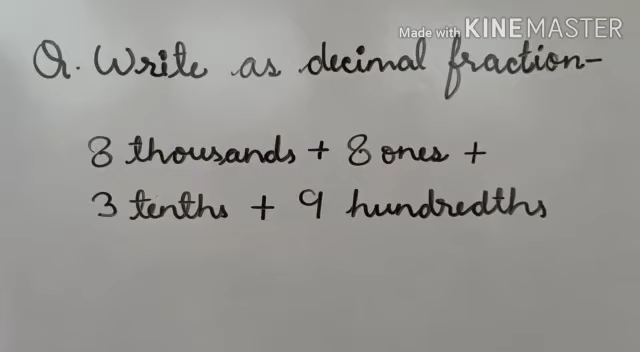 Made with KINEMASTER
Q. Write as decimal fraction-
8 thousands + 8 ones +
3 tenths + 9 hundredths